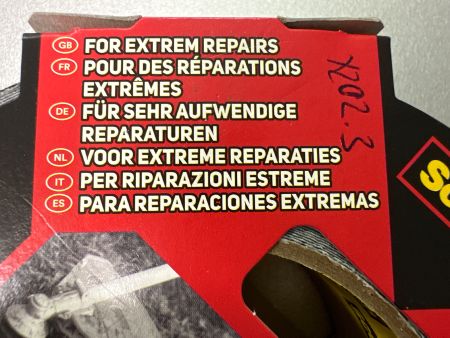 GB FOR EXTREM REPAIRS
FR POUR DES RÉPARATIONS
EXTRÊMES
DE FÜR SEHR AUFWENDIGE
REPARATUREN
NL VOOR EXTREME REPARATIES
IT PER RIPARAZIONI ESTREME
ES PARA REPARACIONES EXTREMAS
X202.3